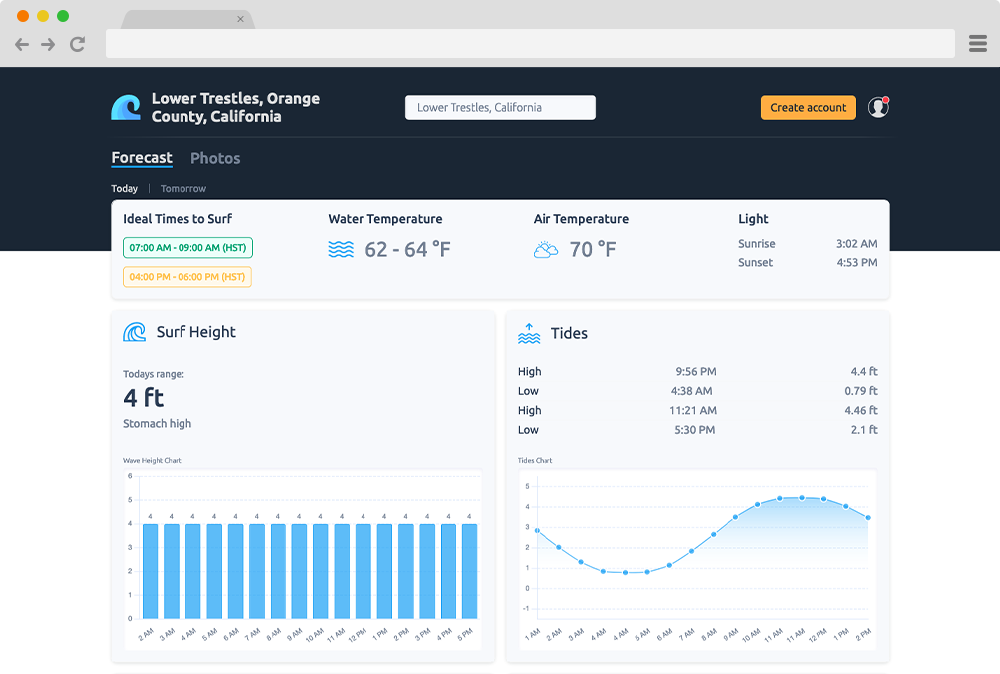 Lower Trestles, Orange
County, California
Lower Trestles, California
Create account
Forecast Photos
Today | Tomorrow
Ideal Times to Surf
07:00 AM - 09:00 AM (HST)
04:00 PM - 06:00 PM (HST)
Water Temperature
62 - 64 °F
Air Temperature
70 °F
Light
Sunrise 3:02 AM
Sunset 4:53 PM
Surf Height
Todays range:
4 ft
Stomach high
Wave Height Chart
6
5
4
3
2
1
0
4 4 4 4 4 4 4 4 4 4 4 4 4 4 4 4
2 AM 3 AM 4 AM 5 AM 6 AM 7 AM 8 AM 9 AM 10 AM 11 AM 12 PM 1 PM 2 PM 3 PM 4 PM 5 PM
Tides
High 9:56 PM 4.4 ft
Low 4:38 AM 0.79 ft
High 11:21 AM 4.46 ft
Low 5:30 PM 2.1 ft
Tides Chart
5
4
3
2
1
0
-1
1 AM 2 AM 3 AM 4 AM 4 AM 5 AM 6 AM 7 AM 8 AM 9 AM 10 AM 11 AM 11 AM 12 PM 1 PM 2 PM